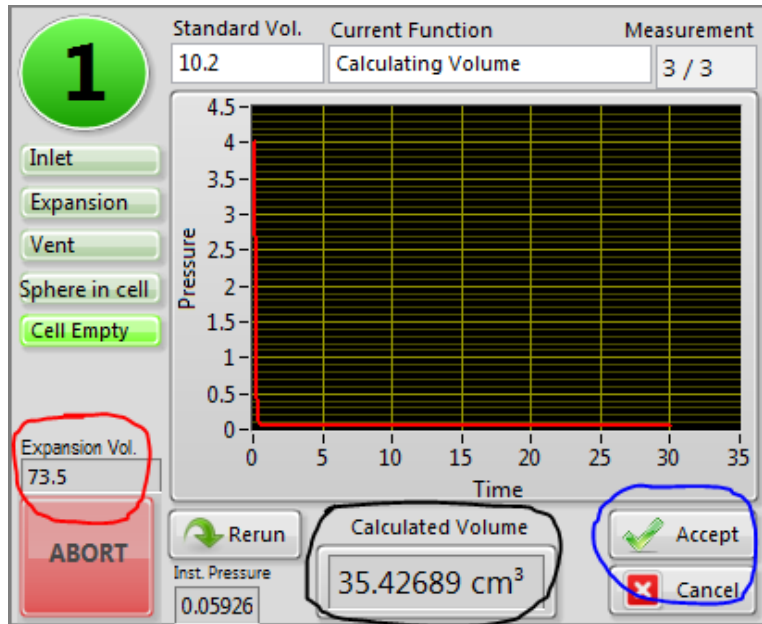 1
Standard Vol.
10.2
Current Function
Calculating Volume
Measurement
3 / 3
Inlet
Expansion
Vent
Sphere in cell
Cell Empty
Pressure
4.5
4
3.5
3
2.5
2
1.5
1
0.5
0
0 5 10 15 20 25 30 35
Time
Expansion Vol.
73.5
ABORT
Rerun
Inst. Pressure
0.05926
Calculated Volume
35.42689 cm³
Accept
Cancel